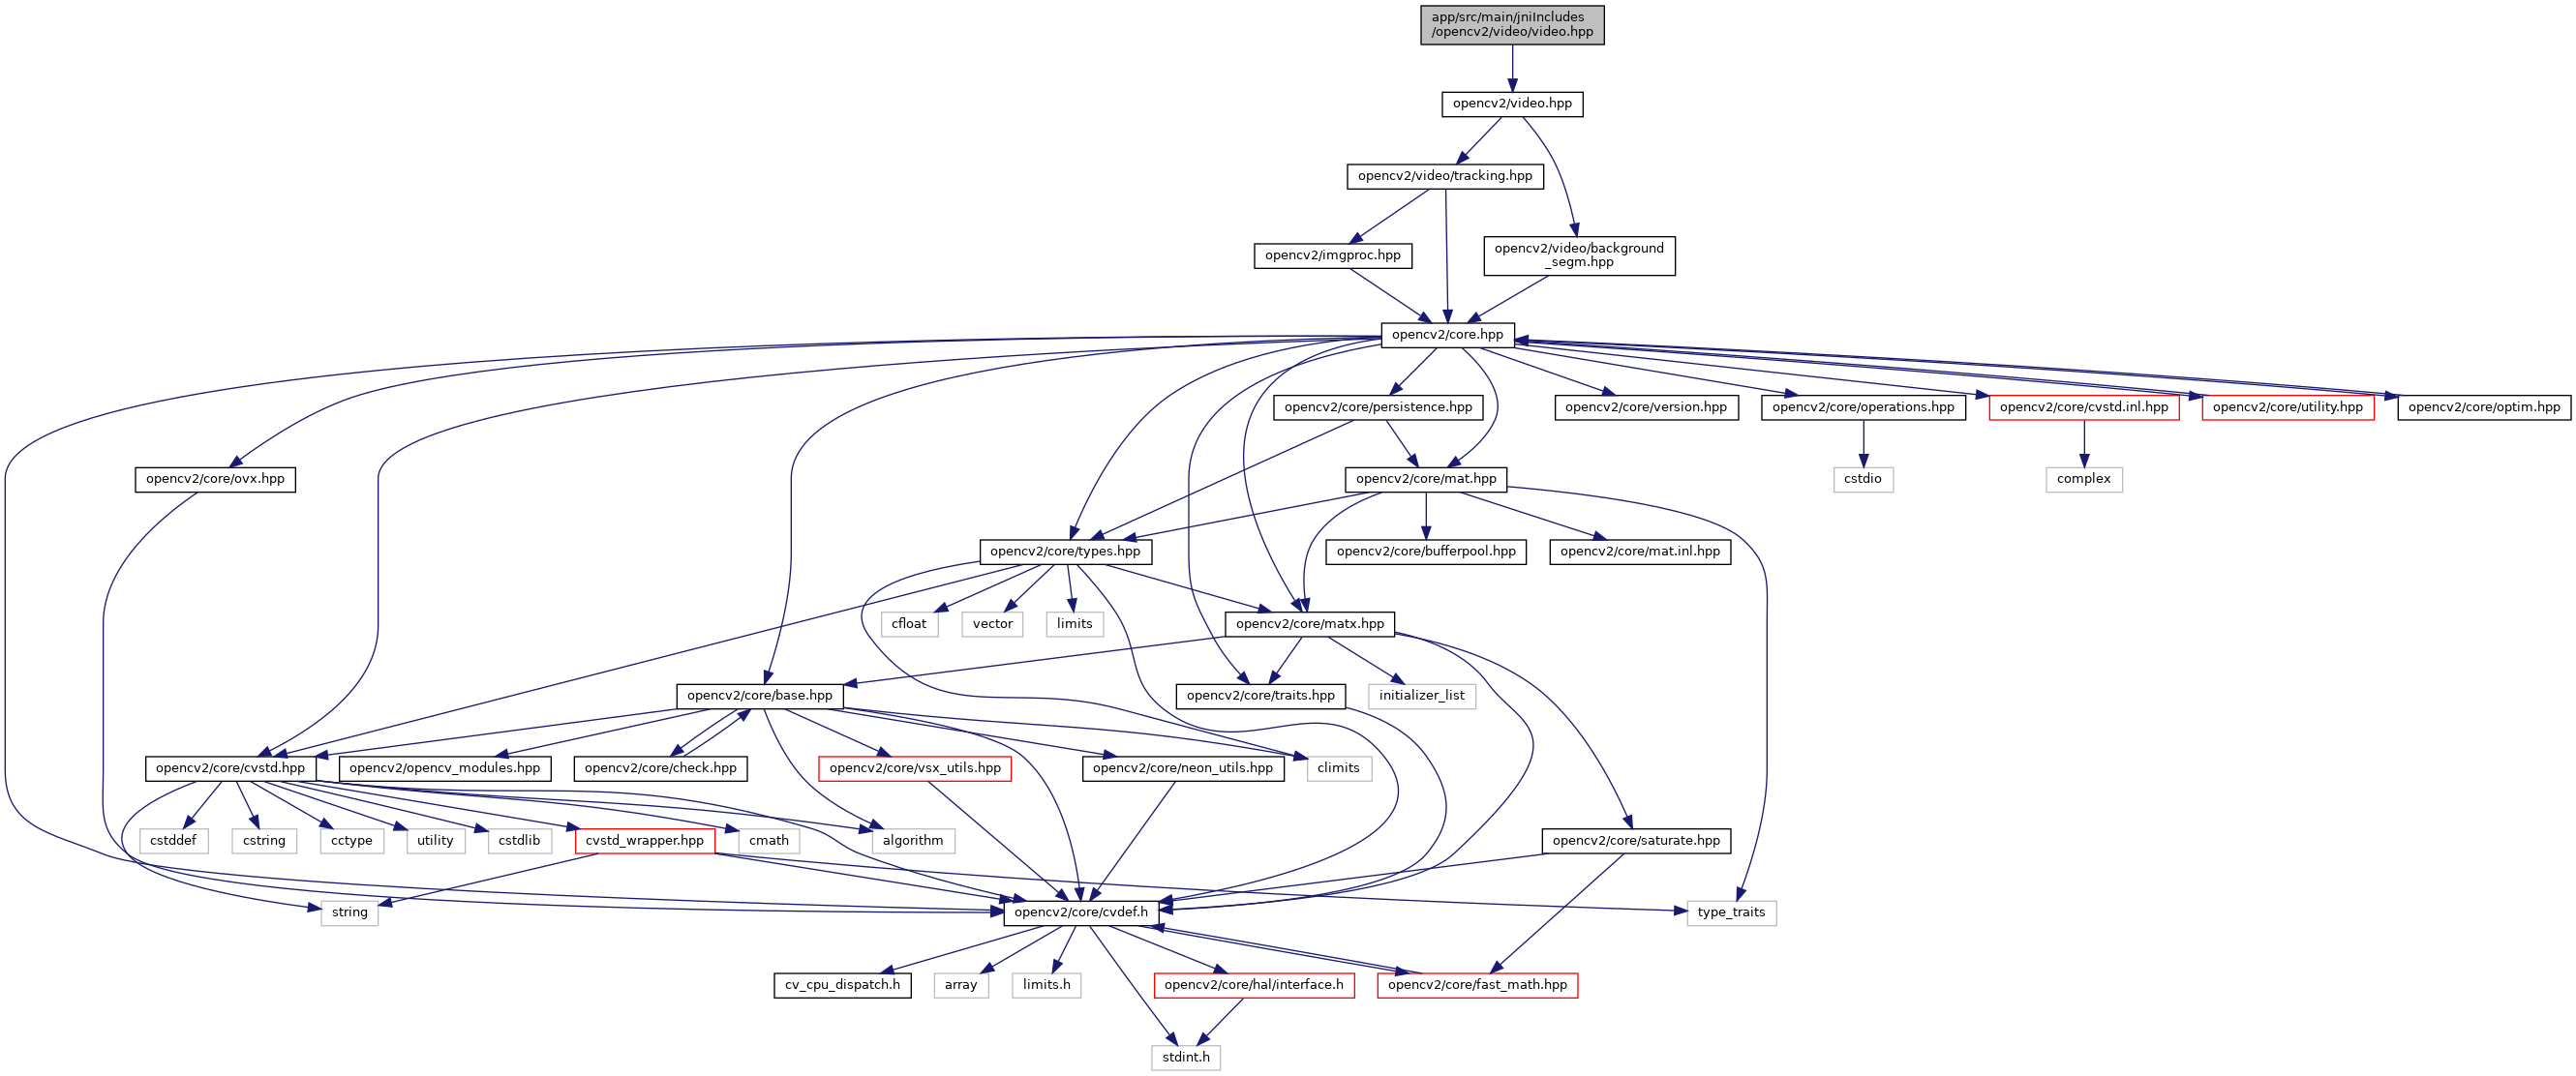 app/src/main/jniIncludes
/opencv2/video/video.hpp
opencv2/video.hpp
opencv2/video/tracking.hpp
opencv2/imgproc.hpp
opencv2/video/background
_segm.hpp
opencv2/core.hpp
opencv2/core/persistence.hpp
opencv2/core/version.hpp
opencv2/core/operations.hpp
opencv2/core/cvstd.inl.hpp
opencv2/core/utility.hpp
opencv2/core/optim.hpp
opencv2/core/ovx.hpp
opencv2/core/mat.hpp
cstdio
complex
opencv2/core/types.hpp
opencv2/core/bufferpool.hpp
opencv2/core/mat.inl.hpp
cfloat
vector
limits
opencv2/core/matx.hpp
opencv2/core/base.hpp
opencv2/core/traits.hpp
initializer_list
opencv2/core/cvstd.hpp
opencv2/opencv_modules.hpp
opencv2/core/check.hpp
opencv2/core/vsx_utils.hpp
opencv2/core/neon_utils.hpp
climits
cstddef
cstring
cctype
utility
cstdlib
cvstd_wrapper.hpp
cmath
algorithm
opencv2/core/saturate.hpp
string
opencv2/core/cvdef.h
type_traits
cv_cpu_dispatch.h
array
limits.h
opencv2/core/hal/interface.h
opencv2/core/fast_math.hpp
stdint.h